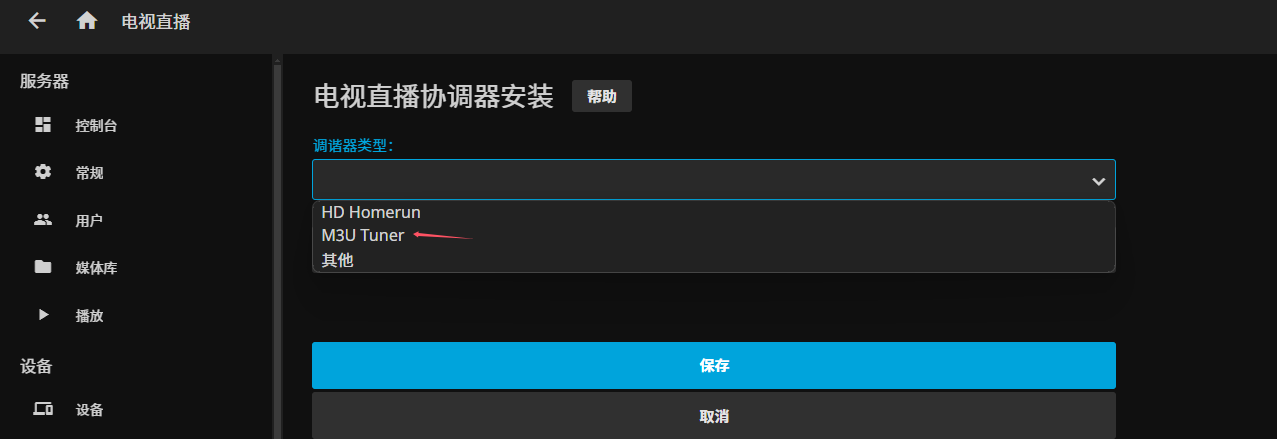 电视直播
服务器
控制台
常规
用户
媒体库
播放
设备
设备
电视直播协调器安装
帮助
调谐器类型:
HD Homerun
M3U Tuner
其他
保存
取消